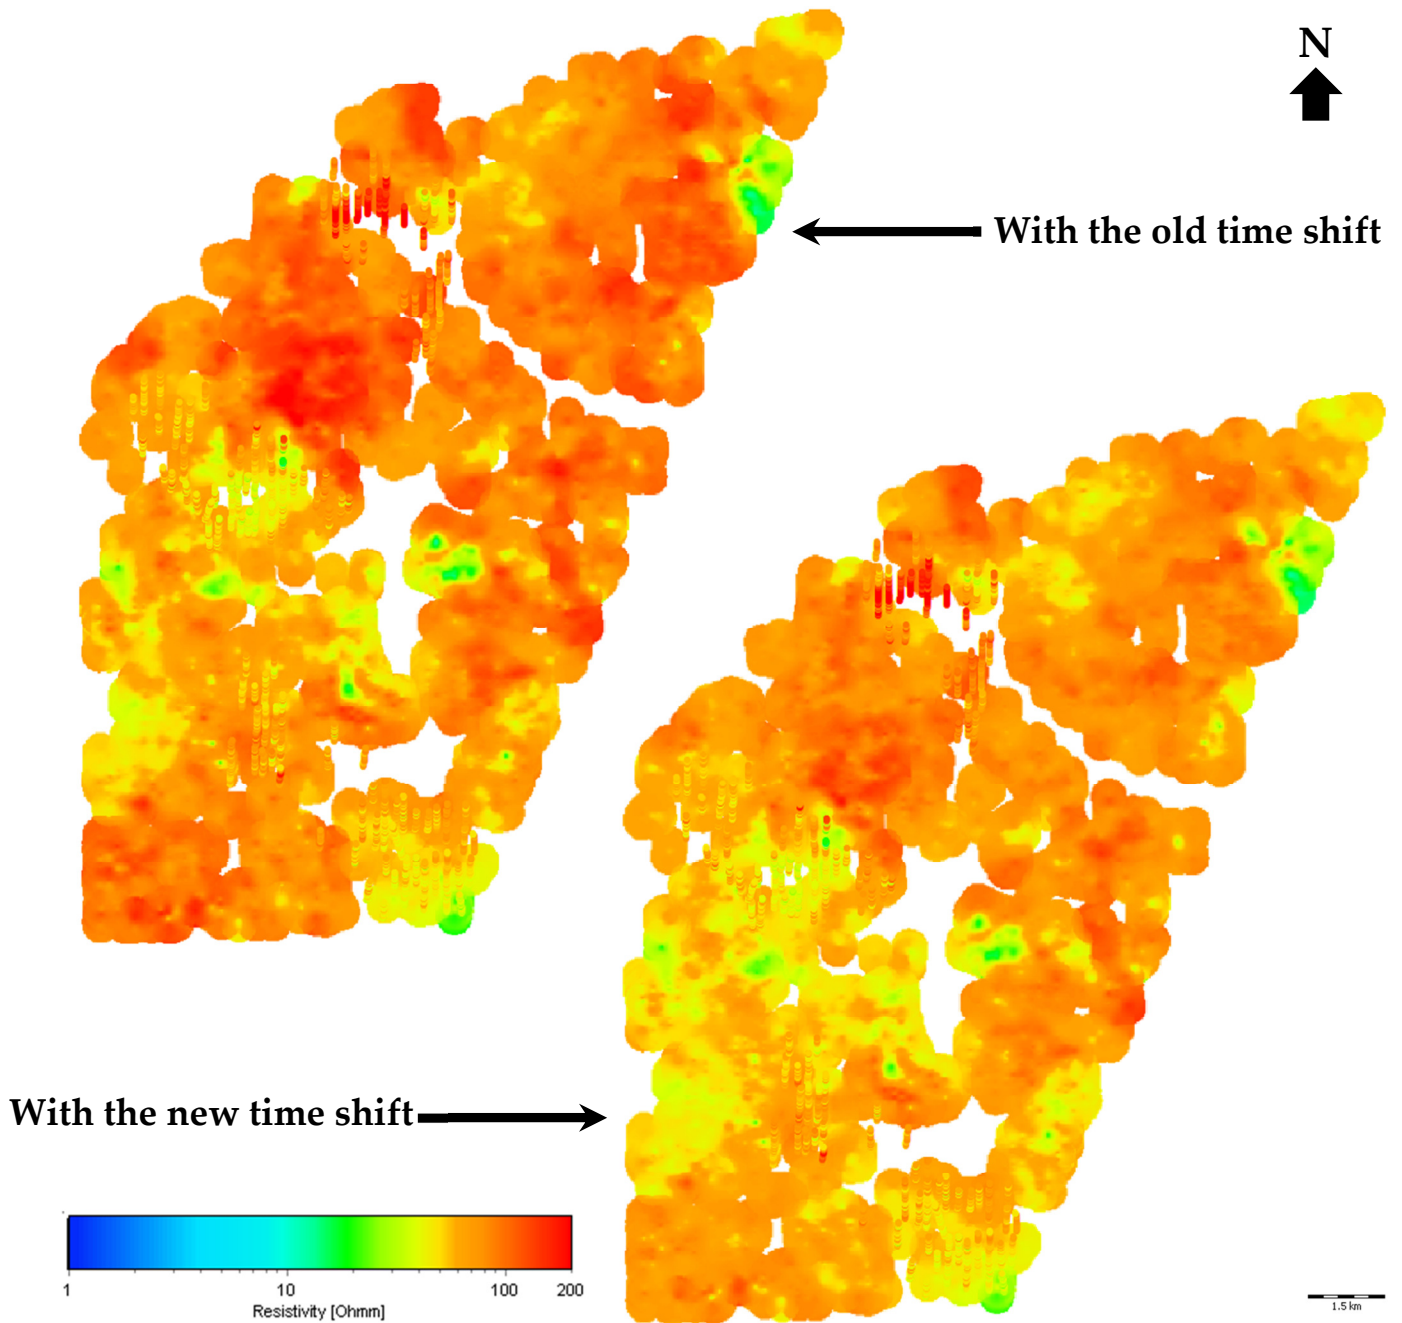 N
With the old time shift
With the new time shift
1 10 100 200
Resistivity [Ohmm]
1.5 km